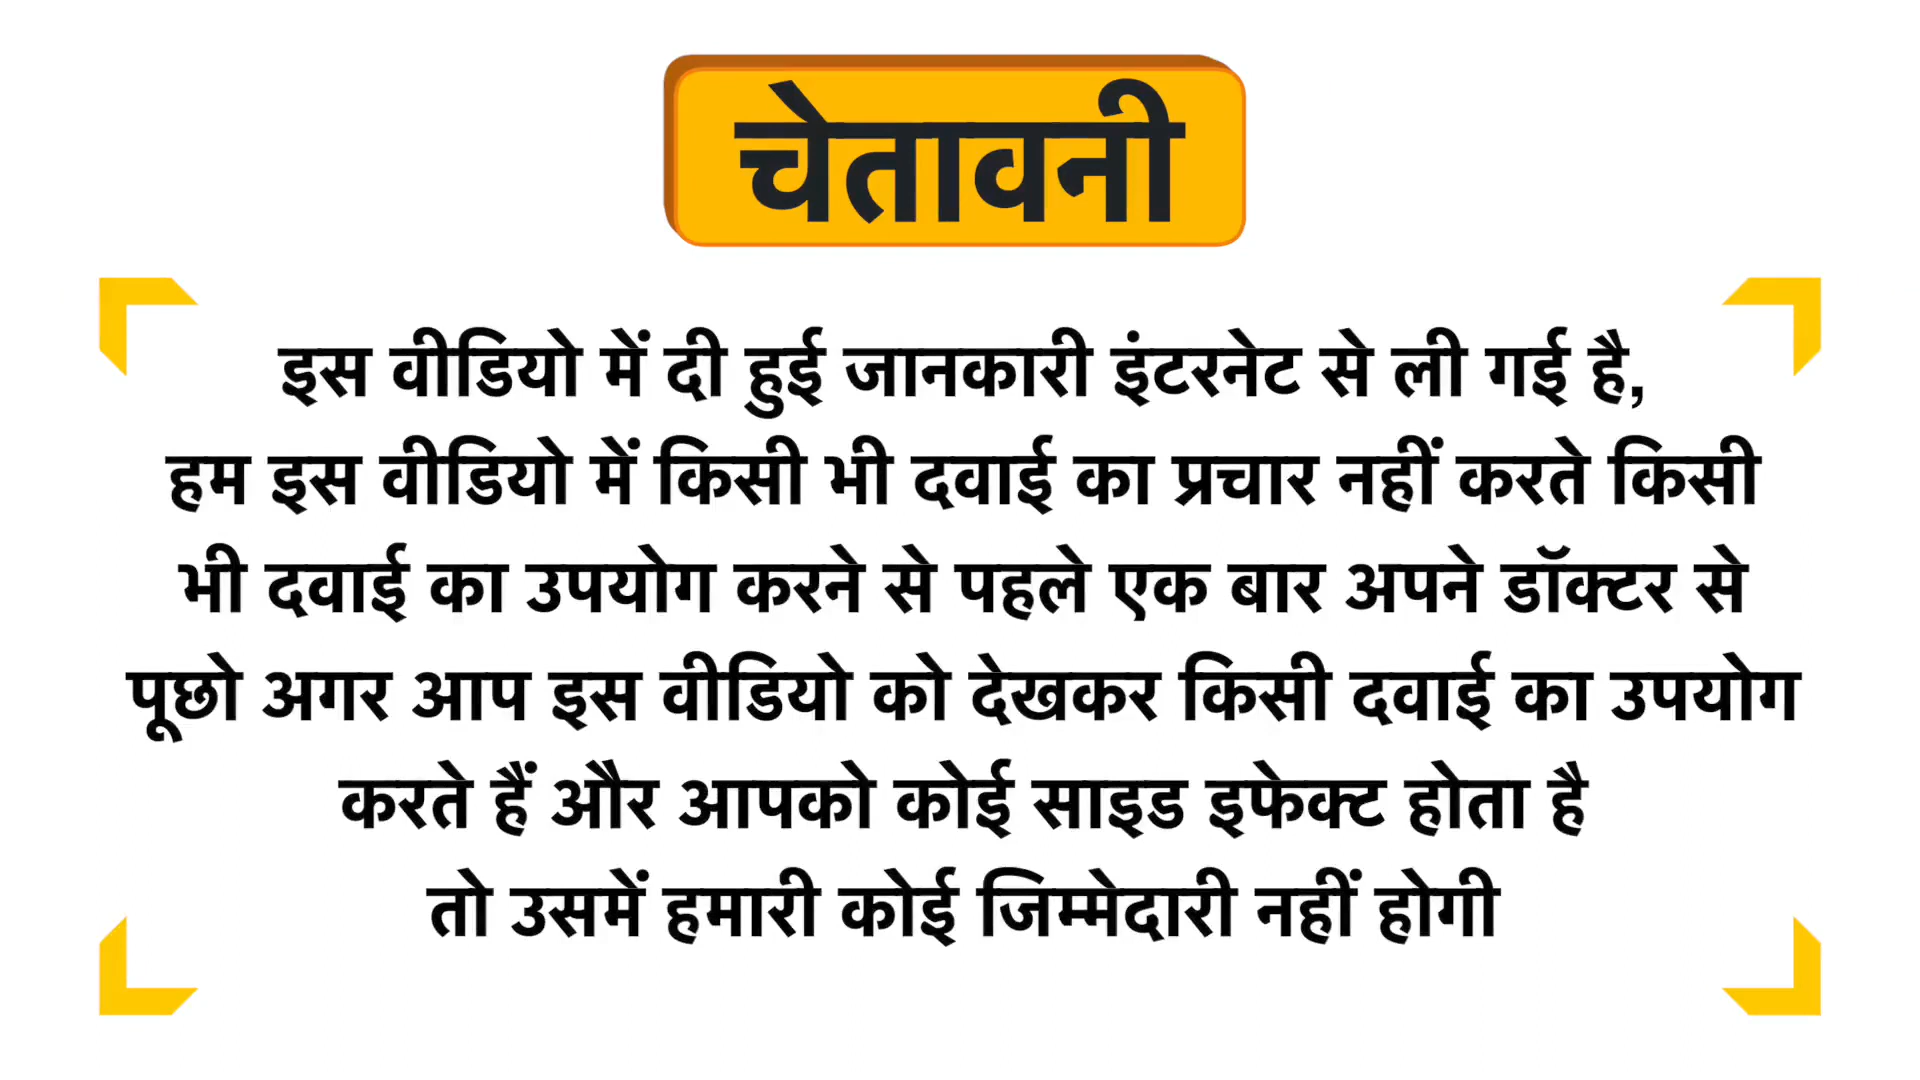 चेतावनी
इस वीडियो में दी हुई जानकारी इंटरनेट से ली गई है,
हम इस वीडियो में किसी भी दवाई का प्रचार नहीं करते किसी
भी दवाई का उपयोग करने से पहले एक बार अपने डॉक्टर से
पूछो अगर आप इस वीडियो को देखकर किसी दवाई का उपयोग
करते हैं और आपको कोई साइड इफेक्ट होता है
तो उसमें हमारी कोई जिम्मेदारी नहीं होगी